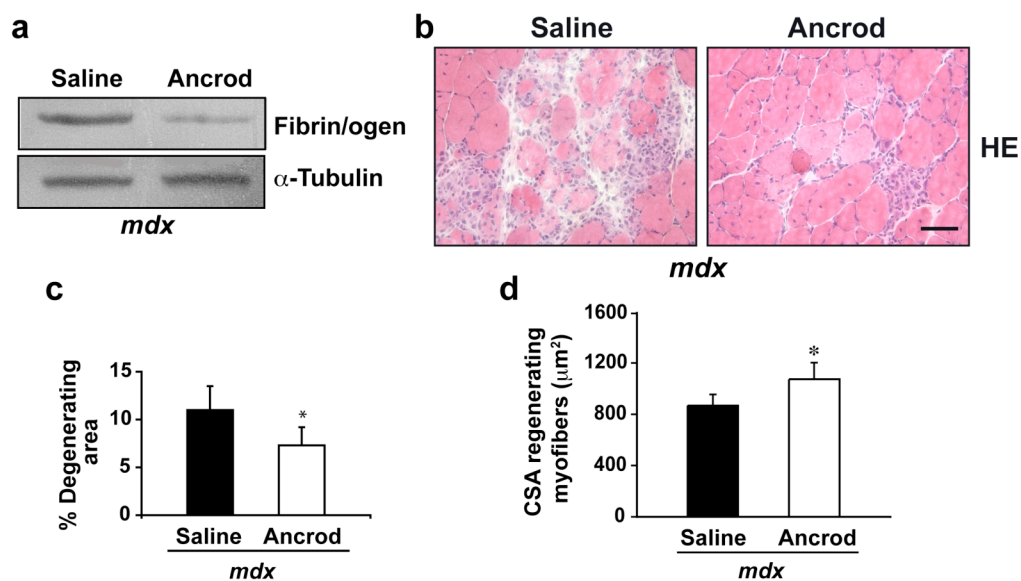 a
Saline Ancrod
Fibrin/ogen
α-Tubulin
mdx
b
Saline Ancrod
HE
mdx
c
% Degenerating
area
15
10
5
0
*
Saline Ancrod
mdx
d
CSA regenerating
myofibers (µm²)
1600
1200
800
400
0
*
Saline Ancrod
mdx